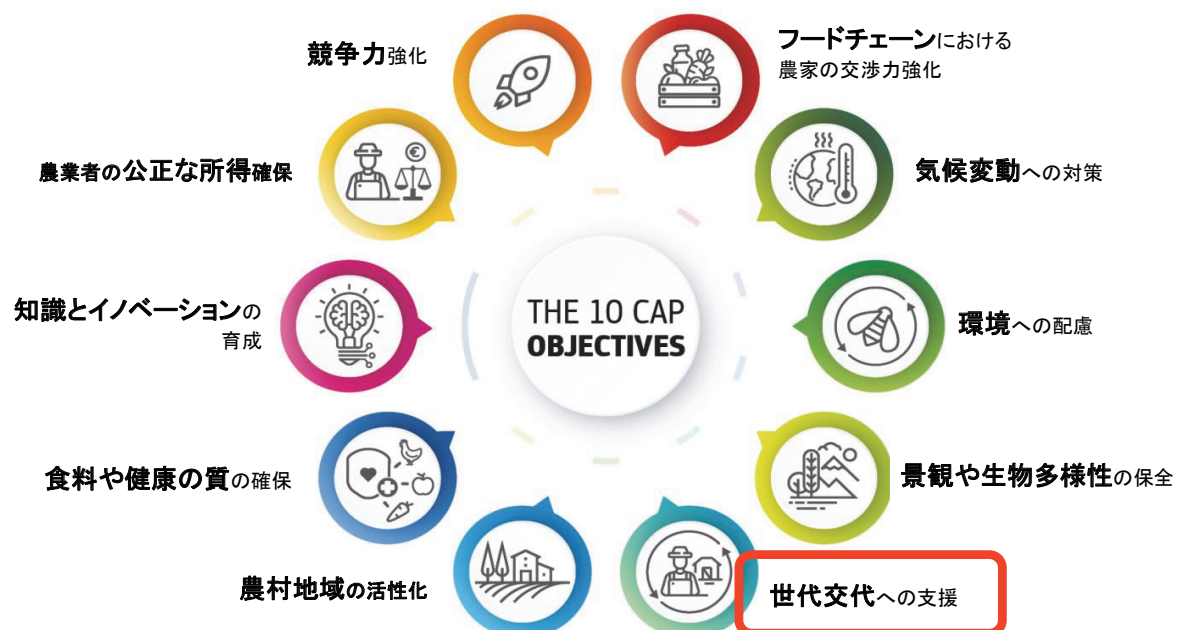 競争力強化
フードチェーンにおける
農家の交渉力強化
農業者の公正な所得確保
€
気候変動への対策
知識とイノベーションの
育成
THE 10 CAP
OBJECTIVES
環境への配慮
食料や健康の質の確保
景観や生物多様性の保全
農村地域の活性化
世代交代への支援